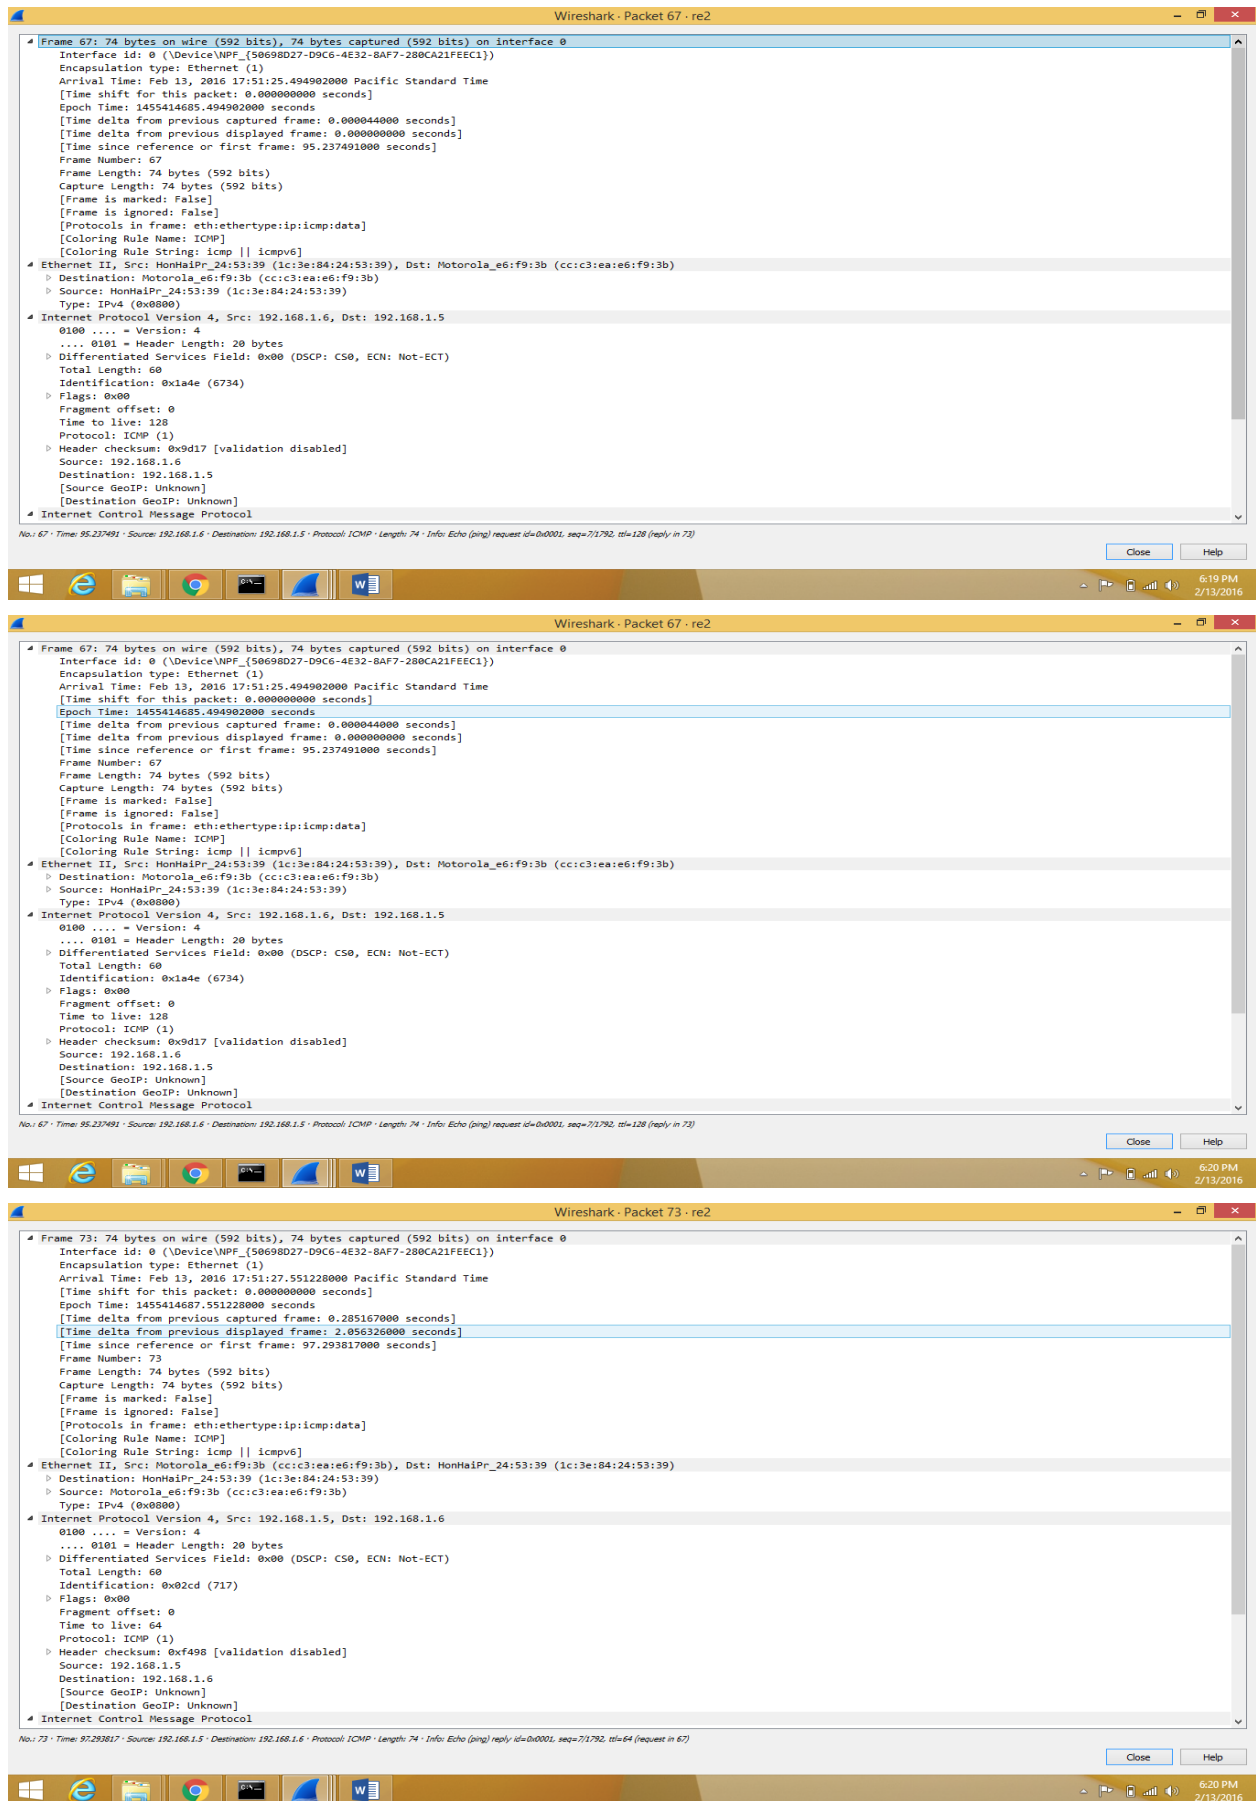 Wireshark · Packet 67 · re2
Frame 67: 74 bytes on wire (592 bits), 74 bytes captured (592 bits) on interface 0
Interface id: 0 (\Device\NPF_{50698D27-D9C6-4E32-8AF7-280CA21FEEC1})
Encapsulation type: Ethernet (1)
Arrival Time: Feb 13, 2016 17:51:25.494902000 Pacific Standard Time
[Time shift for this packet: 0.000000000 seconds]
Epoch Time: 1455414685.494902000 seconds
[Time delta from previous captured frame: 0.000044000 seconds]
[Time delta from previous displayed frame: 0.000000000 seconds]
[Time since reference or first frame: 95.237491000 seconds]
Frame Number: 67
Frame Length: 74 bytes (592 bits)
Capture Length: 74 bytes (592 bits)
[Frame is marked: False]
[Frame is ignored: False]
[Protocols in frame: eth:ethertype:ip:icmp:data]
[Coloring Rule Name: ICMP]
[Coloring Rule String: icmp || icmpv6]
Ethernet II, Src: HonHaiPr_24:53:39 (1c:3e:84:24:53:39), Dst: Motorola_e6:f9:3b (cc:c3:ea:e6:f9:3b)
Destination: Motorola_e6:f9:3b (cc:c3:ea:e6:f9:3b)
Source: HonHaiPr_24:53:39 (1c:3e:84:24:53:39)
Type: IPv4 (0x0800)
Internet Protocol Version 4, Src: 192.168.1.6, Dst: 192.168.1.5
0100 .... = Version: 4
.... 0101 = Header Length: 20 bytes
Differentiated Services Field: 0x00 (DSCP: CS0, ECN: Not-ECT)
Total Length: 60
Identification: 0x1a4e (6734)
Flags: 0x00
Fragment offset: 0
Time to live: 128
Protocol: ICMP (1)
Header checksum: 0x9d17 [validation disabled]
Source: 192.168.1.6
Destination: 192.168.1.5
[Source GeoIP: Unknown]
[Destination GeoIP: Unknown]
Internet Control Message Protocol
No.: 67 · Time: 95.237491 · Source: 192.168.1.6 · Destination: 192.168.1.5 · Protocol: ICMP · Length: 74 · Info: Echo (ping) request id=0x0001, seq=7/1792, ttl=128 (reply in 73)
Close Help
6:19 PM
2/13/2016
Wireshark · Packet 67 · re2
Frame 67: 74 bytes on wire (592 bits), 74 bytes captured (592 bits) on interface 0
Interface id: 0 (\Device\NPF_{50698D27-D9C6-4E32-8AF7-280CA21FEEC1})
Encapsulation type: Ethernet (1)
Arrival Time: Feb 13, 2016 17:51:25.494902000 Pacific Standard Time
[Time shift for this packet: 0.000000000 seconds]
Epoch Time: 1455414685.494902000 seconds
[Time delta from previous captured frame: 0.000044000 seconds]
[Time delta from previous displayed frame: 0.000000000 seconds]
[Time since reference or first frame: 95.237491000 seconds]
Frame Number: 67
Frame Length: 74 bytes (592 bits)
Capture Length: 74 bytes (592 bits)
[Frame is marked: False]
[Frame is ignored: False]
[Protocols in frame: eth:ethertype:ip:icmp:data]
[Coloring Rule Name: ICMP]
[Coloring Rule String: icmp || icmpv6]
Ethernet II, Src: HonHaiPr_24:53:39 (1c:3e:84:24:53:39), Dst: Motorola_e6:f9:3b (cc:c3:ea:e6:f9:3b)
Destination: Motorola_e6:f9:3b (cc:c3:ea:e6:f9:3b)
Source: HonHaiPr_24:53:39 (1c:3e:84:24:53:39)
Type: IPv4 (0x0800)
Internet Protocol Version 4, Src: 192.168.1.6, Dst: 192.168.1.5
0100 .... = Version: 4
.... 0101 = Header Length: 20 bytes
Differentiated Services Field: 0x00 (DSCP: CS0, ECN: Not-ECT)
Total Length: 60
Identification: 0x1a4e (6734)
Flags: 0x00
Fragment offset: 0
Time to live: 128
Protocol: ICMP (1)
Header checksum: 0x9d17 [validation disabled]
Source: 192.168.1.6
Destination: 192.168.1.5
[Source GeoIP: Unknown]
[Destination GeoIP: Unknown]
Internet Control Message Protocol
No.: 67 · Time: 95.237491 · Source: 192.168.1.6 · Destination: 192.168.1.5 · Protocol: ICMP · Length: 74 · Info: Echo (ping) request id=0x0001, seq=7/1792, ttl=128 (reply in 73)
Close Help
6:20 PM
2/13/2016
Wireshark · Packet 73 · re2
Frame 73: 74 bytes on wire (592 bits), 74 bytes captured (592 bits) on interface 0
Interface id: 0 (\Device\NPF_{50698D27-D9C6-4E32-8AF7-280CA21FEEC1})
Encapsulation type: Ethernet (1)
Arrival Time: Feb 13, 2016 17:51:27.551228000 Pacific Standard Time
[Time shift for this packet: 0.000000000 seconds]
Epoch Time: 1455414687.551228000 seconds
[Time delta from previous captured frame: 0.285167000 seconds]
[Time delta from previous displayed frame: 2.056326000 seconds]
[Time since reference or first frame: 97.293817000 seconds]
Frame Number: 73
Frame Length: 74 bytes (592 bits)
Capture Length: 74 bytes (592 bits)
[Frame is marked: False]
[Frame is ignored: False]
[Protocols in frame: eth:ethertype:ip:icmp:data]
[Coloring Rule Name: ICMP]
[Coloring Rule String: icmp || icmpv6]
Ethernet II, Src: Motorola_e6:f9:3b (cc:c3:ea:e6:f9:3b), Dst: HonHaiPr_24:53:39 (1c:3e:84:24:53:39)
Destination: HonHaiPr_24:53:39 (1c:3e:84:24:53:39)
Source: Motorola_e6:f9:3b (cc:c3:ea:e6:f9:3b)
Type: IPv4 (0x0800)
Internet Protocol Version 4, Src: 192.168.1.5, Dst: 192.168.1.6
0100 .... = Version: 4
.... 0101 = Header Length: 20 bytes
Differentiated Services Field: 0x00 (DSCP: CS0, ECN: Not-ECT)
Total Length: 60
Identification: 0x02cd (717)
Flags: 0x00
Fragment offset: 0
Time to live: 64
Protocol: ICMP (1)
Header checksum: 0xf498 [validation disabled]
Source: 192.168.1.5
Destination: 192.168.1.6
[Source GeoIP: Unknown]
[Destination GeoIP: Unknown]
Internet Control Message Protocol
No.: 73 · Time: 97.293817 · Source: 192.168.1.5 · Destination: 192.168.1.6 · Protocol: ICMP · Length: 74 · Info: Echo (ping) reply id=0x0001, seq=7/1792, ttl=64 (request in 67)
Close Help
6:20 PM
2/13/2016